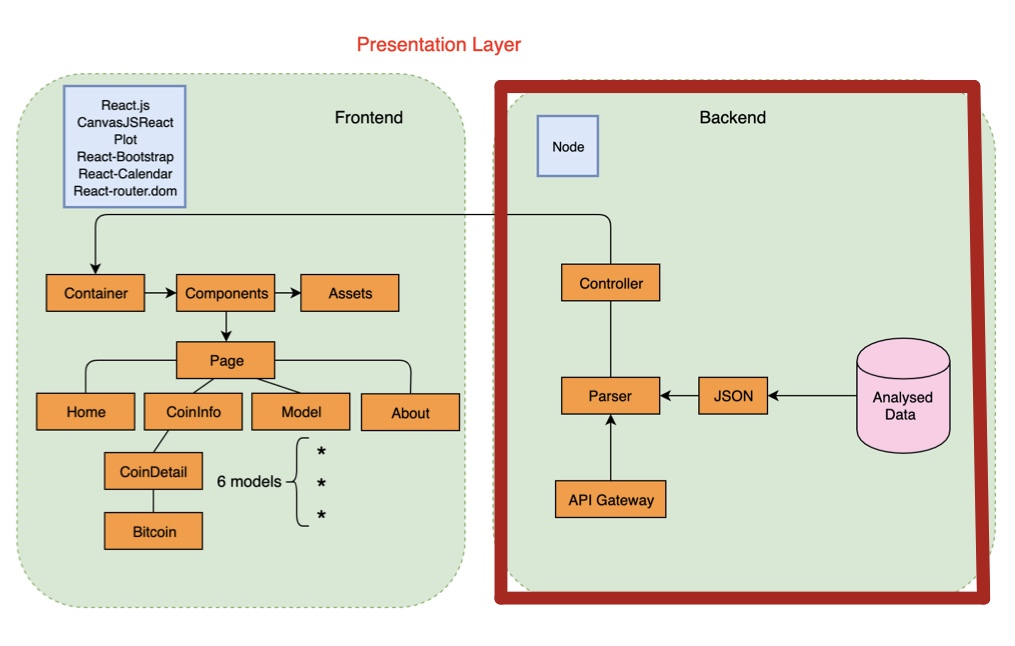 Presentation Layer
React.js
CanvasJSReact
Plot
React-Bootstrap
React-Calendar
React-router.dom
Frontend
Container
Components
Assets
Page
Home
CoinInfo
Model
About
CoinDetail
6 models
*
*
*
Bitcoin
Backend
Node
Controller
Parser
JSON
Analysed
Data
API Gateway